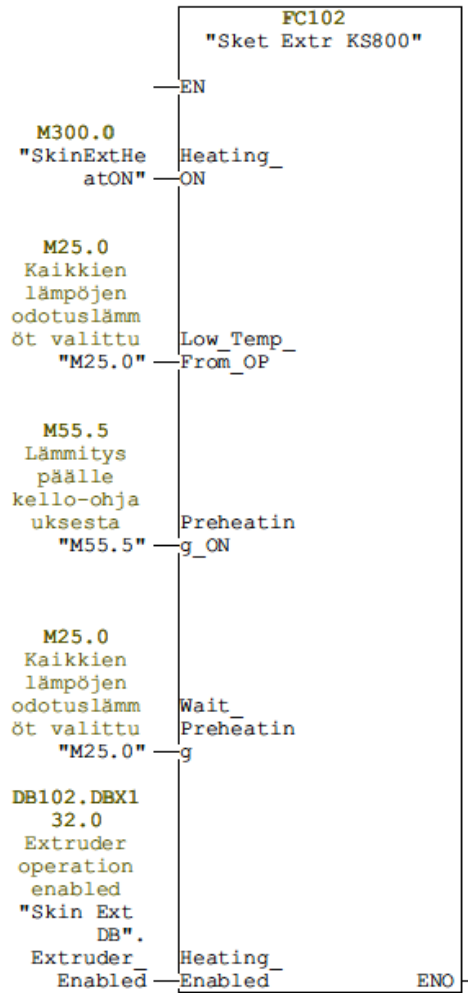 FC102
"Sket Extr KS800"
EN
M300.0
"SkinExtHe
atON"
Heating_
ON
M25.0
Kaikkien
lämpöjen
odotuslämm
öt valittu
"M25.0"
Low_Temp_
From_OP
M55.5
Lämmitys
päälle
kello-ohja
uksesta
"M55.5"
Preheatin
g_ON
M25.0
Kaikkien
lämpöjen
odotuslämm
öt valittu
"M25.0"
Wait_
Preheatin
g
DB102.DBX1
32.0
Extruder
operation
enabled
"Skin Ext
DB".
Extruder_
Enabled
Heating_
Enabled
ENO